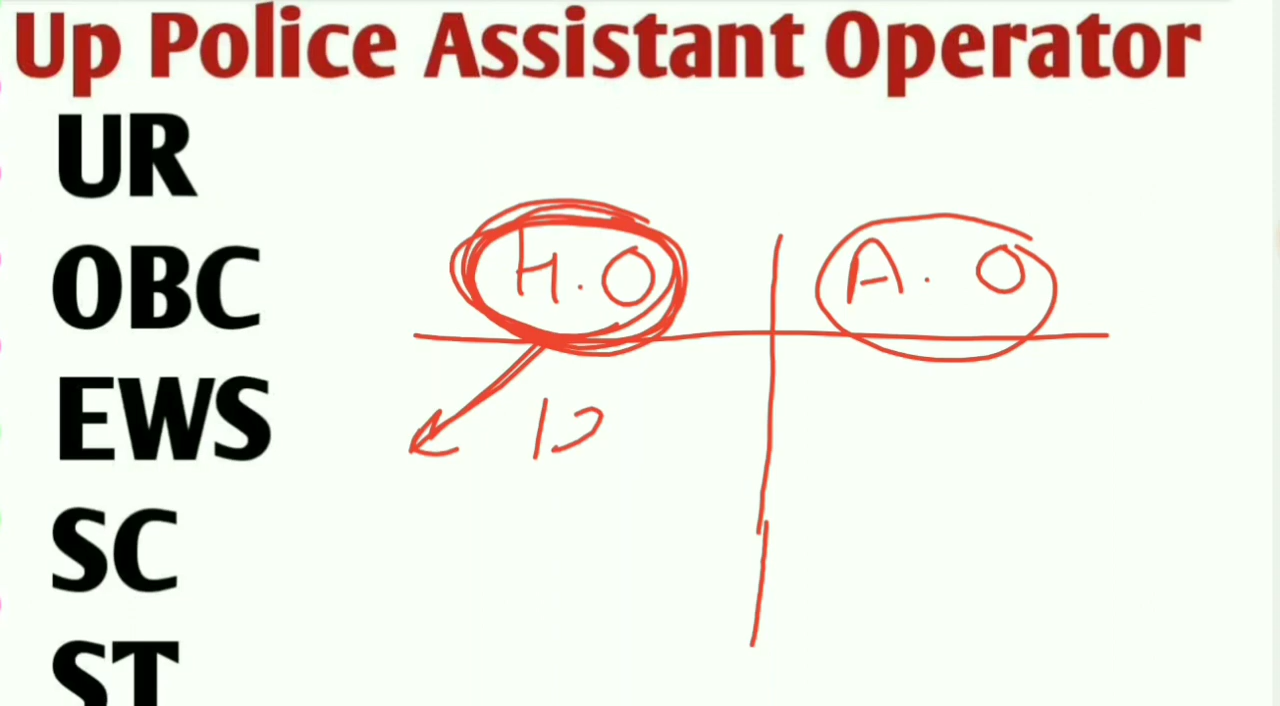 Up Police Assistant Operator
UR
OBC
H.O A.O
EWS
SC
ST